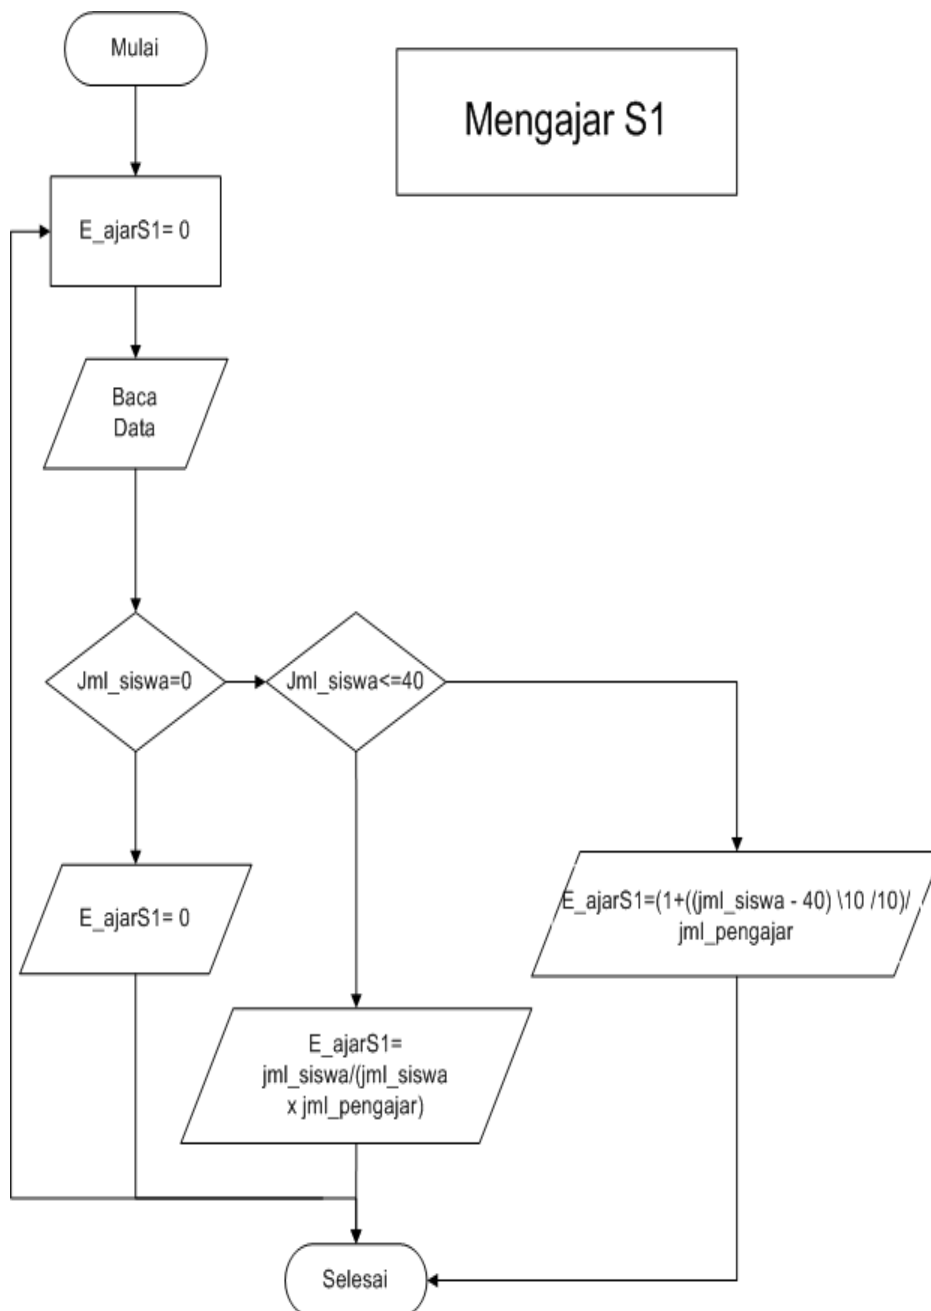 Mulai
Mengajar S1
E_ajarS1= 0
Baca
Data
Jml_siswa=0
Jml_siswa<=40
E_ajarS1= 0
E_ajarS1=(1+((jml_siswa - 40) \10 /10)/
jml_pengajar
E_ajarS1=
jml_siswa/(jml_siswa
x jml_pengajar)
Selesai